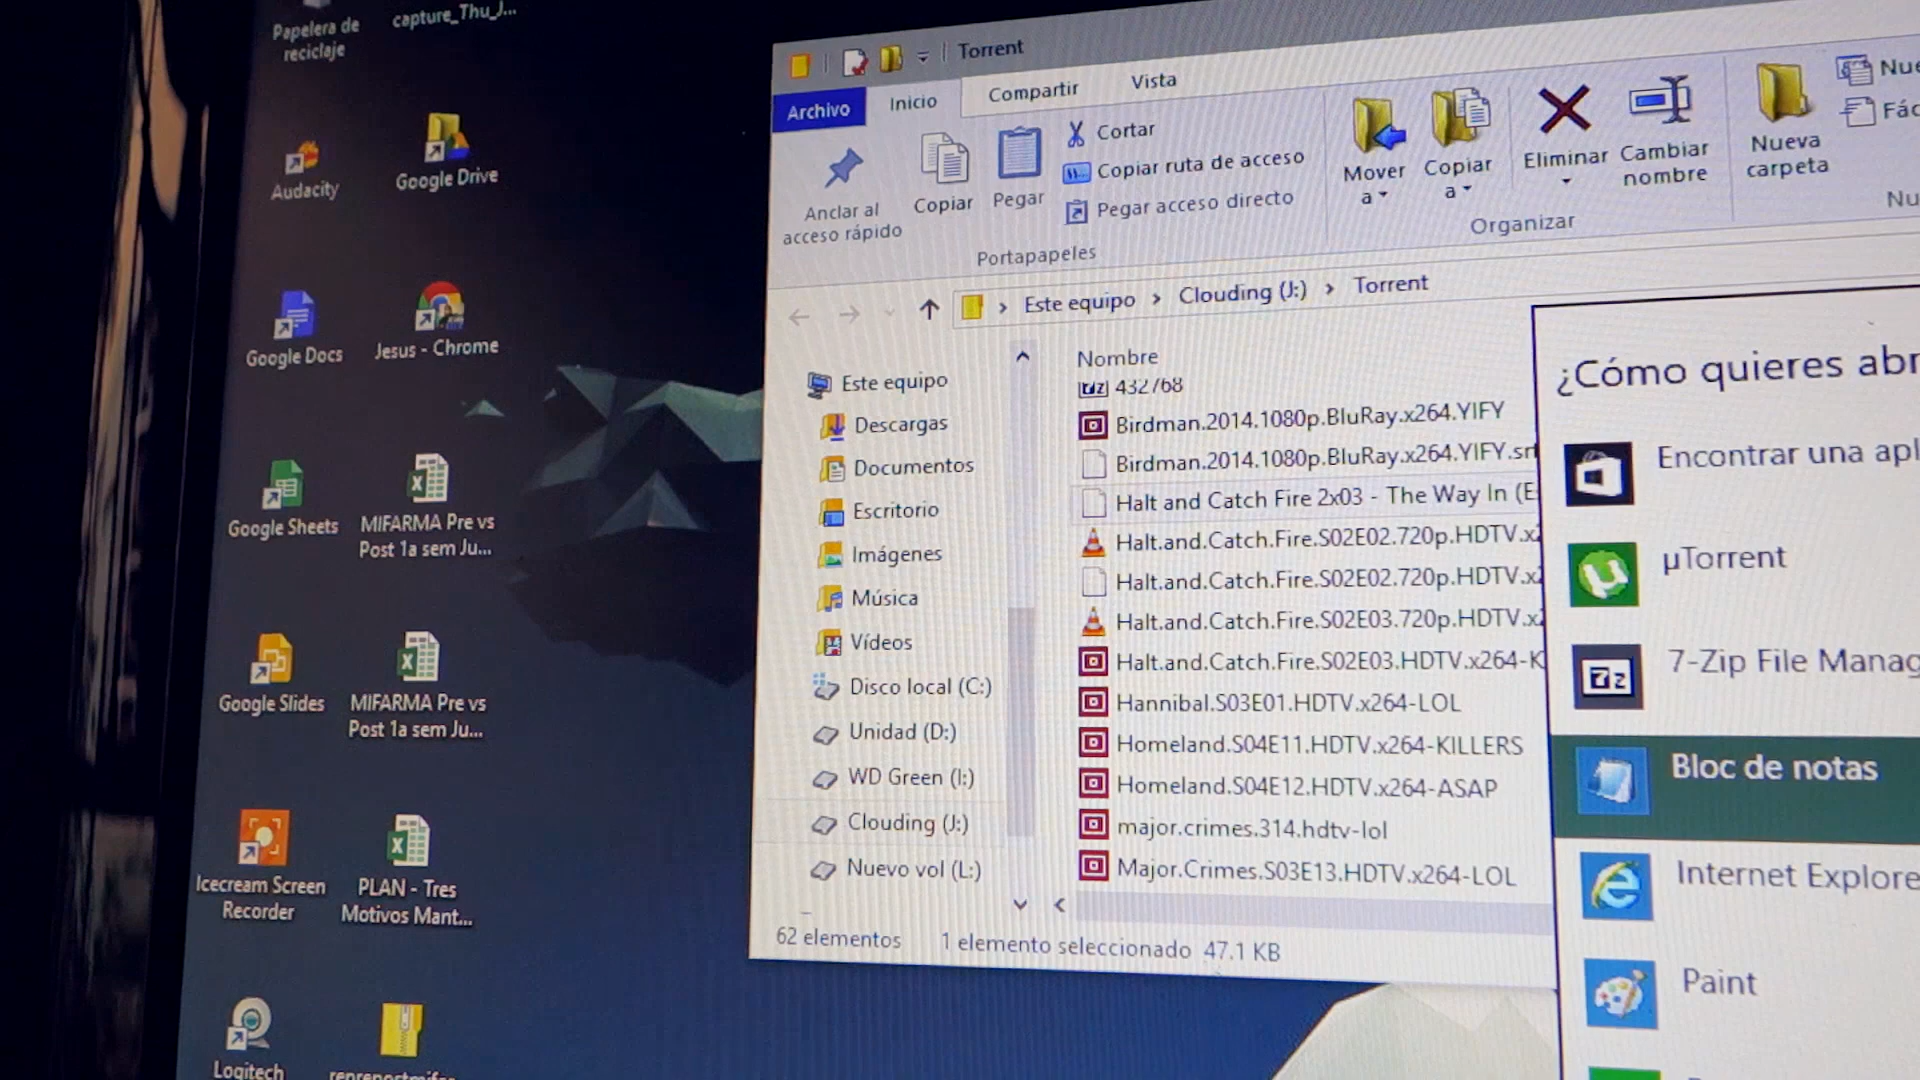 Papelera de
reciclaje
capture_Thu_J...
Audacity
Google Drive
Google Docs
Jesus - Chrome
Google Sheets
MIFARMA Pre vs
Post 1a sem Ju...
Google Slides
MIFARMA Pre vs
Post 1a sem Ju...
Icecream Screen
Recorder
PLAN - Tres
Motivos Mant...
Logitech
Torrent
Archivo
Inicio
Compartir
Vista
Anclar al
acceso rápido
Copiar
Pegar
Cortar
Copiar ruta de acceso
Pegar acceso directo
Portapapeles
Mover
a
Copiar
a
Eliminar
Cambiar
nombre
Organizar
Nueva
carpeta
Nue
Fác
Nu
Este equipo > Clouding (J:) > Torrent
Este equipo
Descargas
Documentos
Escritorio
Imágenes
Música
Vídeos
Disco local (C:)
Unidad (D:)
WD Green (I:)
Clouding (J:)
Nuevo vol (L:)
Nombre
432768
Birdman.2014.1080p.BluRay.x264.YIFY
Birdman.2014.1080p.BluRay.x264.YIFY.sr
Halt and Catch Fire 2x03 - The Way In (E
Halt.and.Catch.Fire.S02E02.720p.HDTV.x2
Halt.and.Catch.Fire.S02E02.720p.HDTV.x2
Halt.and.Catch.Fire.S02E03.720p.HDTV.x2
Halt.and.Catch.Fire.S02E03.HDTV.x264-K
Hannibal.S03E01.HDTV.x264-LOL
Homeland.S04E11.HDTV.x264-KILLERS
Homeland.S04E12.HDTV.x264-ASAP
major.crimes.314.hdtv-lol
Major.Crimes.S03E13.HDTV.x264-LOL
62 elementos
1 elemento seleccionado 47.1 KB
¿Cómo quieres abr
Encontrar una apl
µTorrent
7-Zip File Manag
Bloc de notas
Internet Explore
Paint